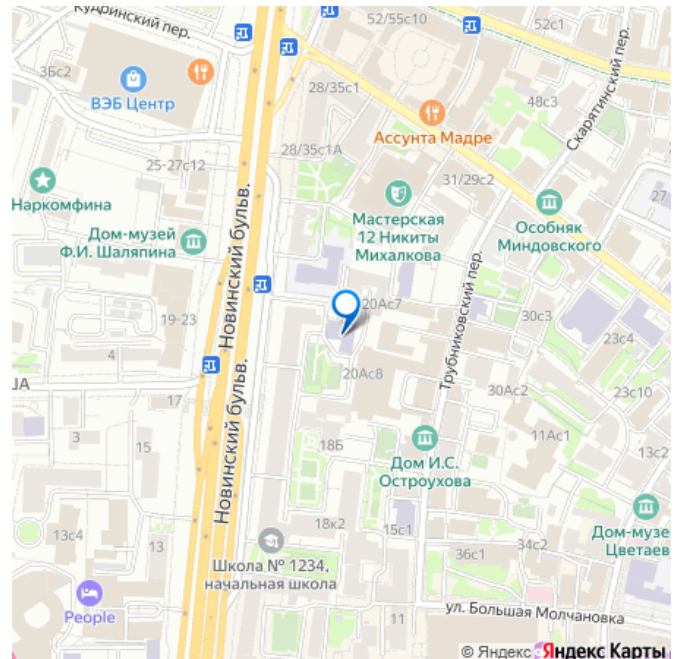 Кудринский пер.
52/55с10
52с1
3Бс2
ВЭБ Центр
28/35с1
48с3
Скарятинский пер.
Ассунта Мадре
28/35с1А
25-27с12
31/29с2
27
Наркомфина
Мастерская
12 Никиты
Михалкова
Особняк
Миндовского
Дом-музей
Ф.И. Шаляпина
Новинский бульв.
20Ас7
19-23
30с3
23с4
Трубниковский пер.
4
20Ас8
ША
17
30Ас2
23с10
Новинский бульв.
3
15
18Б
11Ас1
13с2
Дом И.С.
Остроухова
13с4
18к2
15с1
Дом-музе
Цветаев
13
Школа № 1234,
начальная школа
36с1
34с2
People
11
ул. Большая Молчановка
© Яндекс
Яндекс Карты